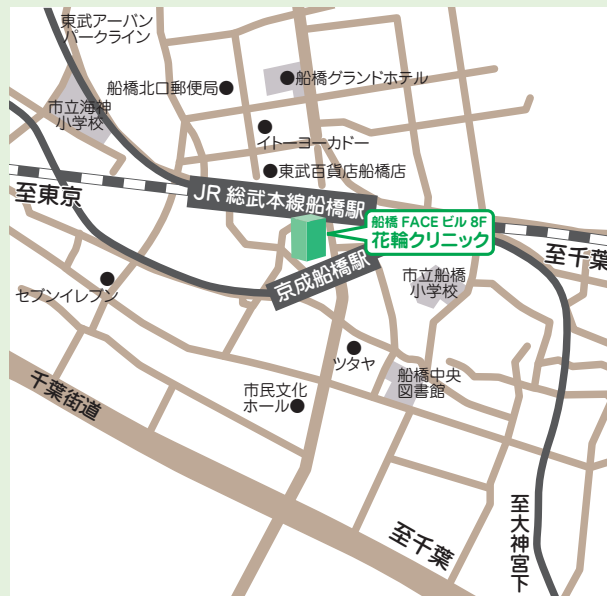 東武アーバン
パークライン
船橋北口郵便局
船橋グランドホテル
市立海神
小学校
イトーヨーカドー
東武百貨店船橋店
JR 総武本線船橋駅
至東京
船橋 FACE ビル 8F
花輪クリニック
至千葉
京成船橋駅
市立船橋
小学校
セブンイレブン
ツタヤ
船橋中央
図書館
市民文化
ホール
千葉街道
至千葉
至大神宮下